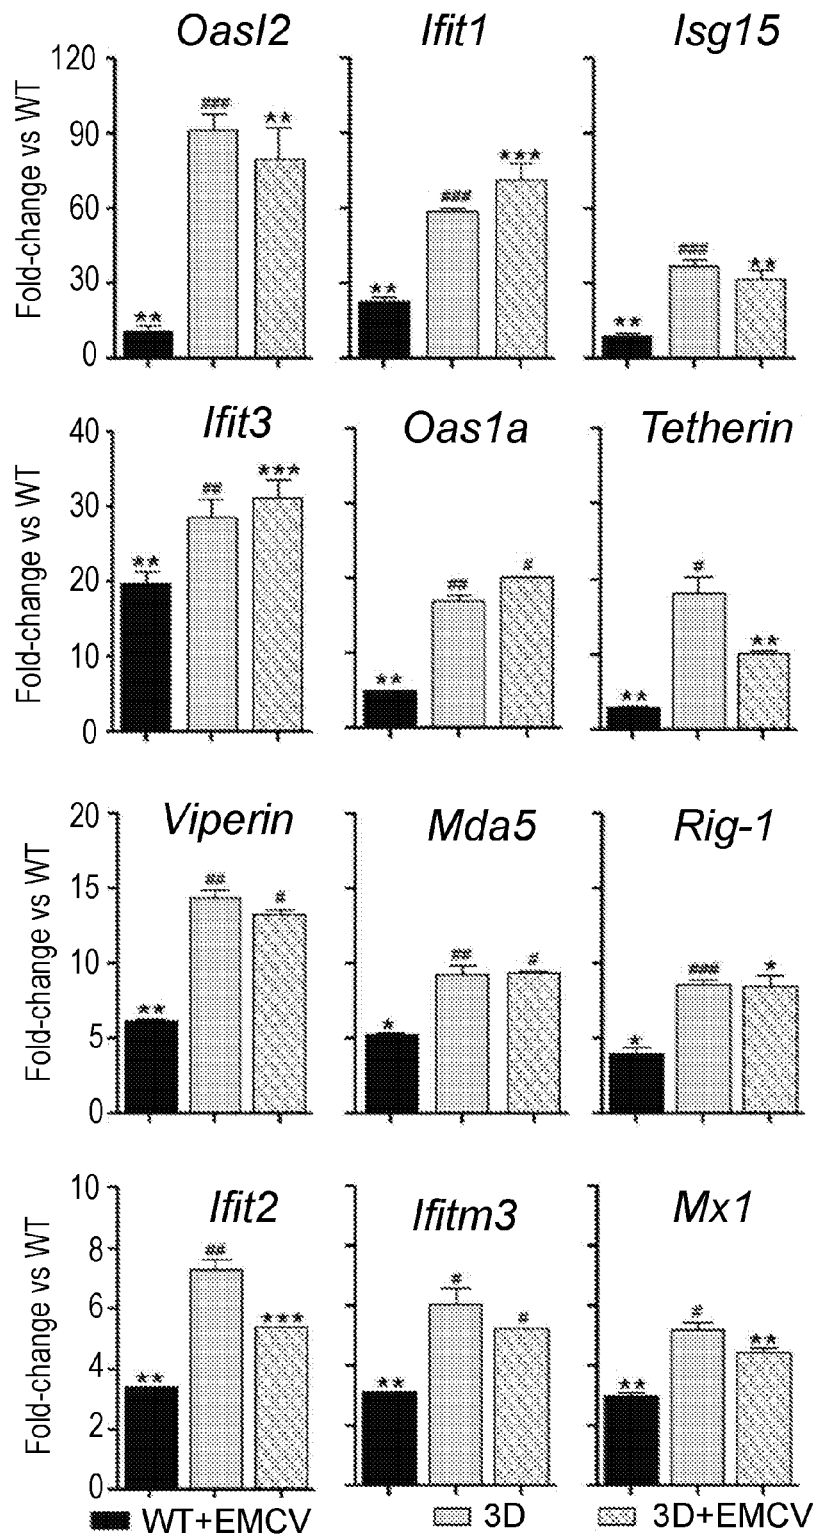 Oasl2 Ifit1 Isg15
Fold-change vs WT
120
90
60
30
0
** ### **
** ### ***
** ### **
Ifit3 Oas1a Tetherin
Fold-change vs WT
40
30
20
10
0
** ## ***
** ## #
** # **
Viperin Mda5 Rig-1
Fold-change vs WT
20
15
10
5
0
** ## #
* ## #
* ### *
Ifit2 Ifitm3 Mx1
Fold-change vs WT
10
8
6
4
2
0
** ## ***
** # #
** # **
WT+EMCV 3D 3D+EMCV